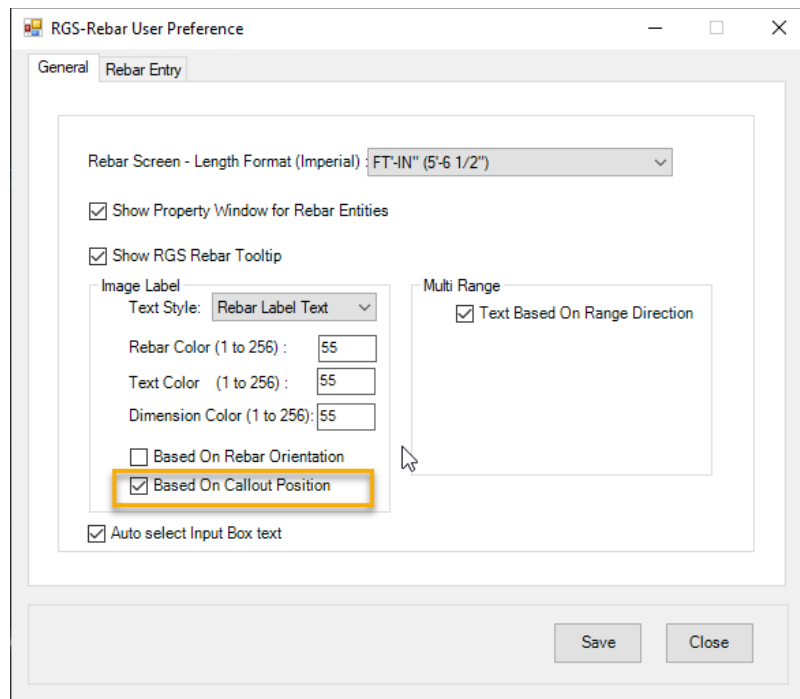 RGS-Rebar User Preference
General
Rebar Entry
Rebar Screen - Length Format (Imperial) : FT'-IN" (5'-6 1/2")
Show Property Window for Rebar Entities
Show RGS Rebar Tooltip
Image Label
Text Style: Rebar Label Text
Rebar Color (1 to 256) : 55
Text Color (1 to 256) : 55
Dimension Color (1 to 256): 55
Based On Rebar Orientation
Based On Callout Position
Multi Range
Text Based On Range Direction
Auto select Input Box text
Save
Close